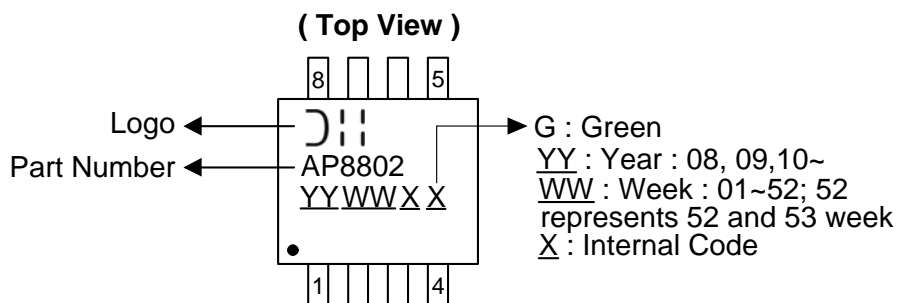 ( Top View )
8 5
Logo
Part Number
AP8802
YYWWXX
G : Green
YY : Year : 08, 09,10~
WW : Week : 01~52; 52
represents 52 and 53 week
X : Internal Code
1 4